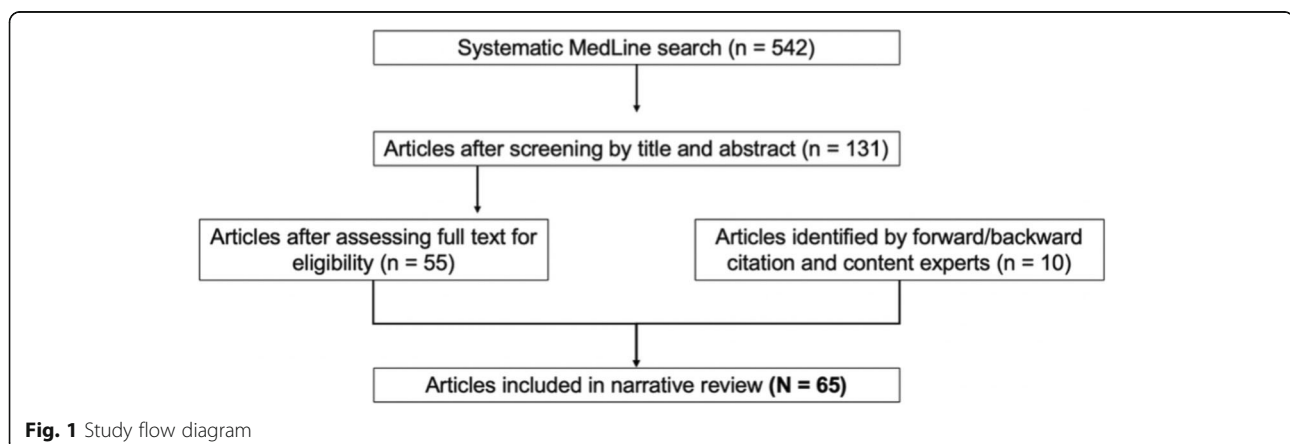 Systematic MedLine search (n = 542)
Articles after screening by title and abstract (n = 131)
Articles after assessing full text for
eligibility (n = 55)
Articles identified by forward/backward
citation and content experts (n = 10)
Articles included in narrative review (N = 65)
Fig. 1 Study flow diagram